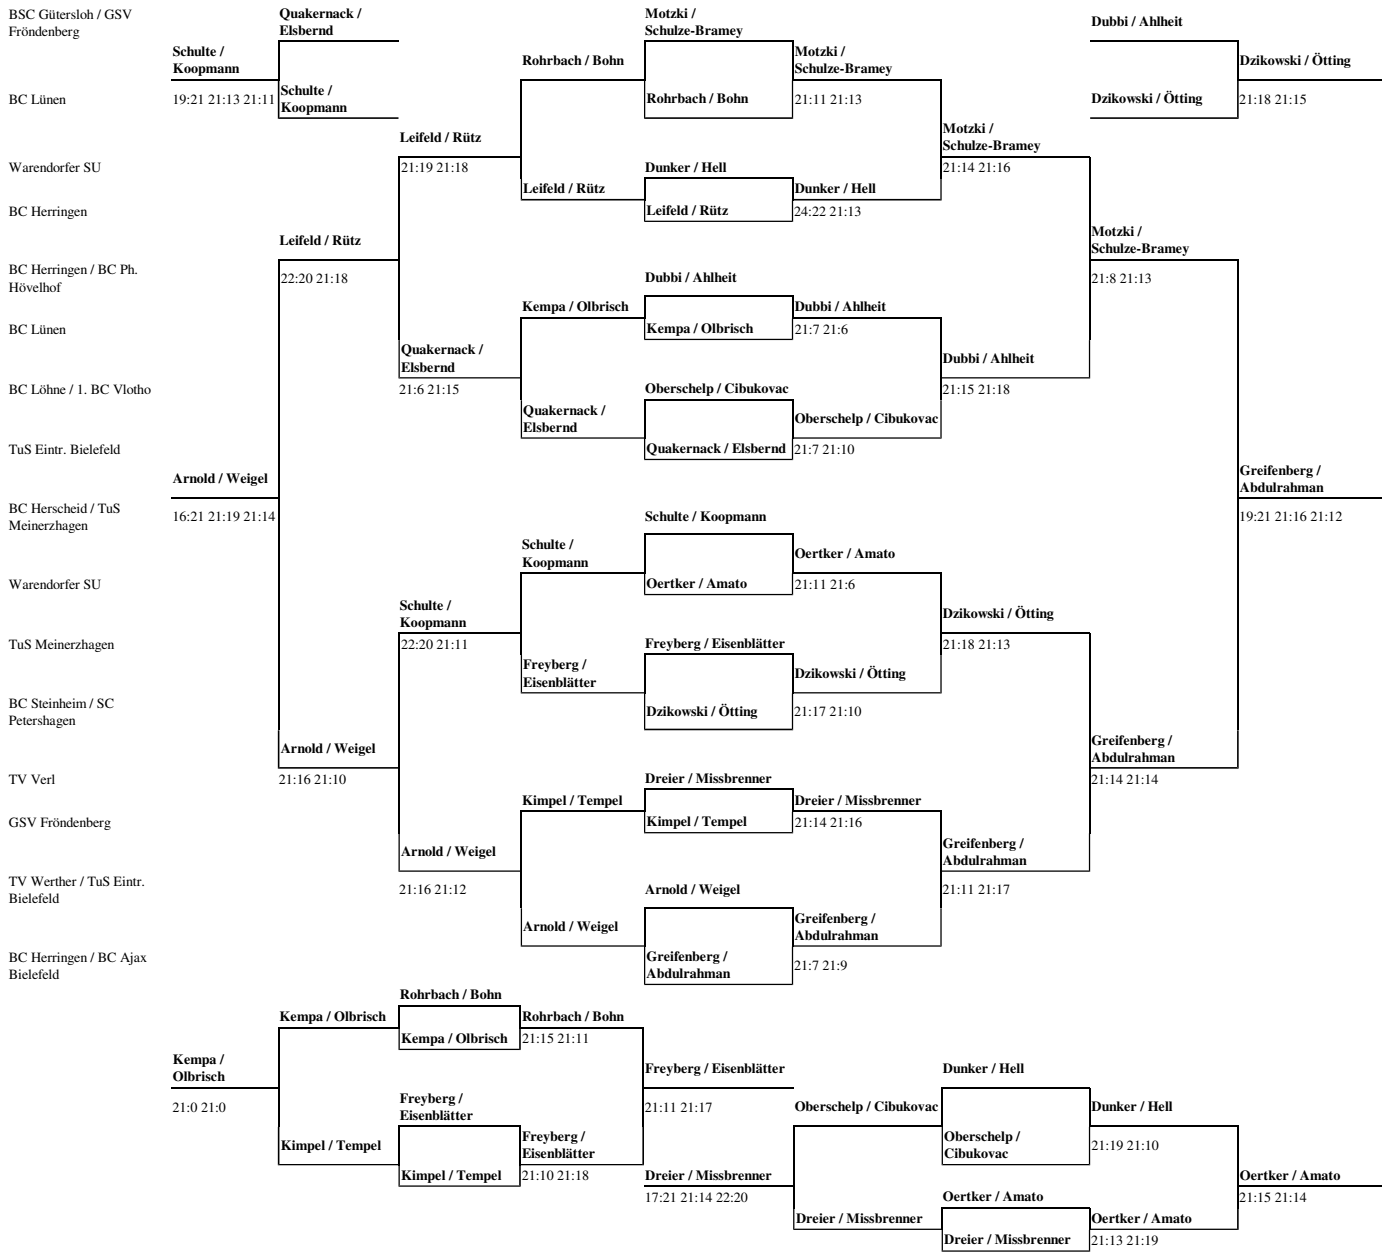 BSC Gütersloh / GSV
Fröndenberg
Quakernack /
Elsbernd
Motzki /
Schulze-Bramey
Dubbi / Ahlheit
Schulte /
Koopmann
Rohrbach / Bohn
Motzki /
Schulze-Bramey
Dzikowski / Ötting
BC Lünen
19:21 21:13 21:11
Schulte /
Koopmann
Rohrbach / Bohn
21:11 21:13
Dzikowski / Ötting
21:18 21:15
Leifeld / Rütz
Motzki /
Schulze-Bramey
Warendorfer SU
21:19 21:18
Dunker / Hell
21:14 21:16
Leifeld / Rütz
Dunker / Hell
BC Herringen
Leifeld / Rütz
24:22 21:13
Leifeld / Rütz
Motzki /
Schulze-Bramey
BC Herringen / BC Ph.
Hövelhof
22:20 21:18
Dubbi / Ahlheit
21:8 21:13
Kempa / Olbrisch
Dubbi / Ahlheit
BC Lünen
Kempa / Olbrisch
21:7 21:6
Quakernack /
Elsbernd
Dubbi / Ahlheit
BC Löhne / 1. BC Vlotho
21:6 21:15
Oberschelp / Cibukovac
21:15 21:18
Quakernack /
Elsbernd
Oberschelp / Cibukovac
TuS Eintr. Bielefeld
Quakernack / Elsbernd
21:7 21:10
Arnold / Weigel
Greifenberg /
Abdulrahman
BC Herscheid / TuS
Meinerzhagen
16:21 21:19 21:14
Schulte / Koopmann
19:21 21:16 21:12
Schulte /
Koopmann
Oertker / Amato
Warendorfer SU
Oertker / Amato
21:11 21:6
Schulte /
Koopmann
Dzikowski / Ötting
TuS Meinerzhagen
22:20 21:11
Freyberg / Eisenblätter
21:18 21:13
Freyberg /
Eisenblätter
Dzikowski / Ötting
BC Steinheim / SC
Petershagen
Dzikowski / Ötting
21:17 21:10
Arnold / Weigel
Greifenberg /
Abdulrahman
TV Verl
21:16 21:10
Dreier / Missbrenner
21:14 21:14
Kimpel / Tempel
Dreier / Missbrenner
GSV Fröndenberg
Kimpel / Tempel
21:14 21:16
Arnold / Weigel
Greifenberg /
Abdulrahman
TV Werther / TuS Eintr.
Bielefeld
21:16 21:12
Arnold / Weigel
21:11 21:17
Arnold / Weigel
Greifenberg /
Abdulrahman
BC Herringen / BC Ajax
Bielefeld
Greifenberg /
Abdulrahman
21:7 21:9
Rohrbach / Bohn
Kempa / Olbrisch
Rohrbach / Bohn
Kempa / Olbrisch
21:15 21:11
Kempa /
Olbrisch
Freyberg / Eisenblätter
Dunker / Hell
21:0 21:0
Freyberg /
Eisenblätter
21:11 21:17
Oberschelp / Cibukovac
Dunker / Hell
Kimpel / Tempel
Freyberg /
Eisenblätter
Oberschelp /
Cibukovac
21:19 21:10
Kimpel / Tempel
21:10 21:18
Dreier / Missbrenner
Oertker / Amato
17:21 21:14 22:20
Oertker / Amato
21:15 21:14
Dreier / Missbrenner
Oertker / Amato
Dreier / Missbrenner
21:13 21:19